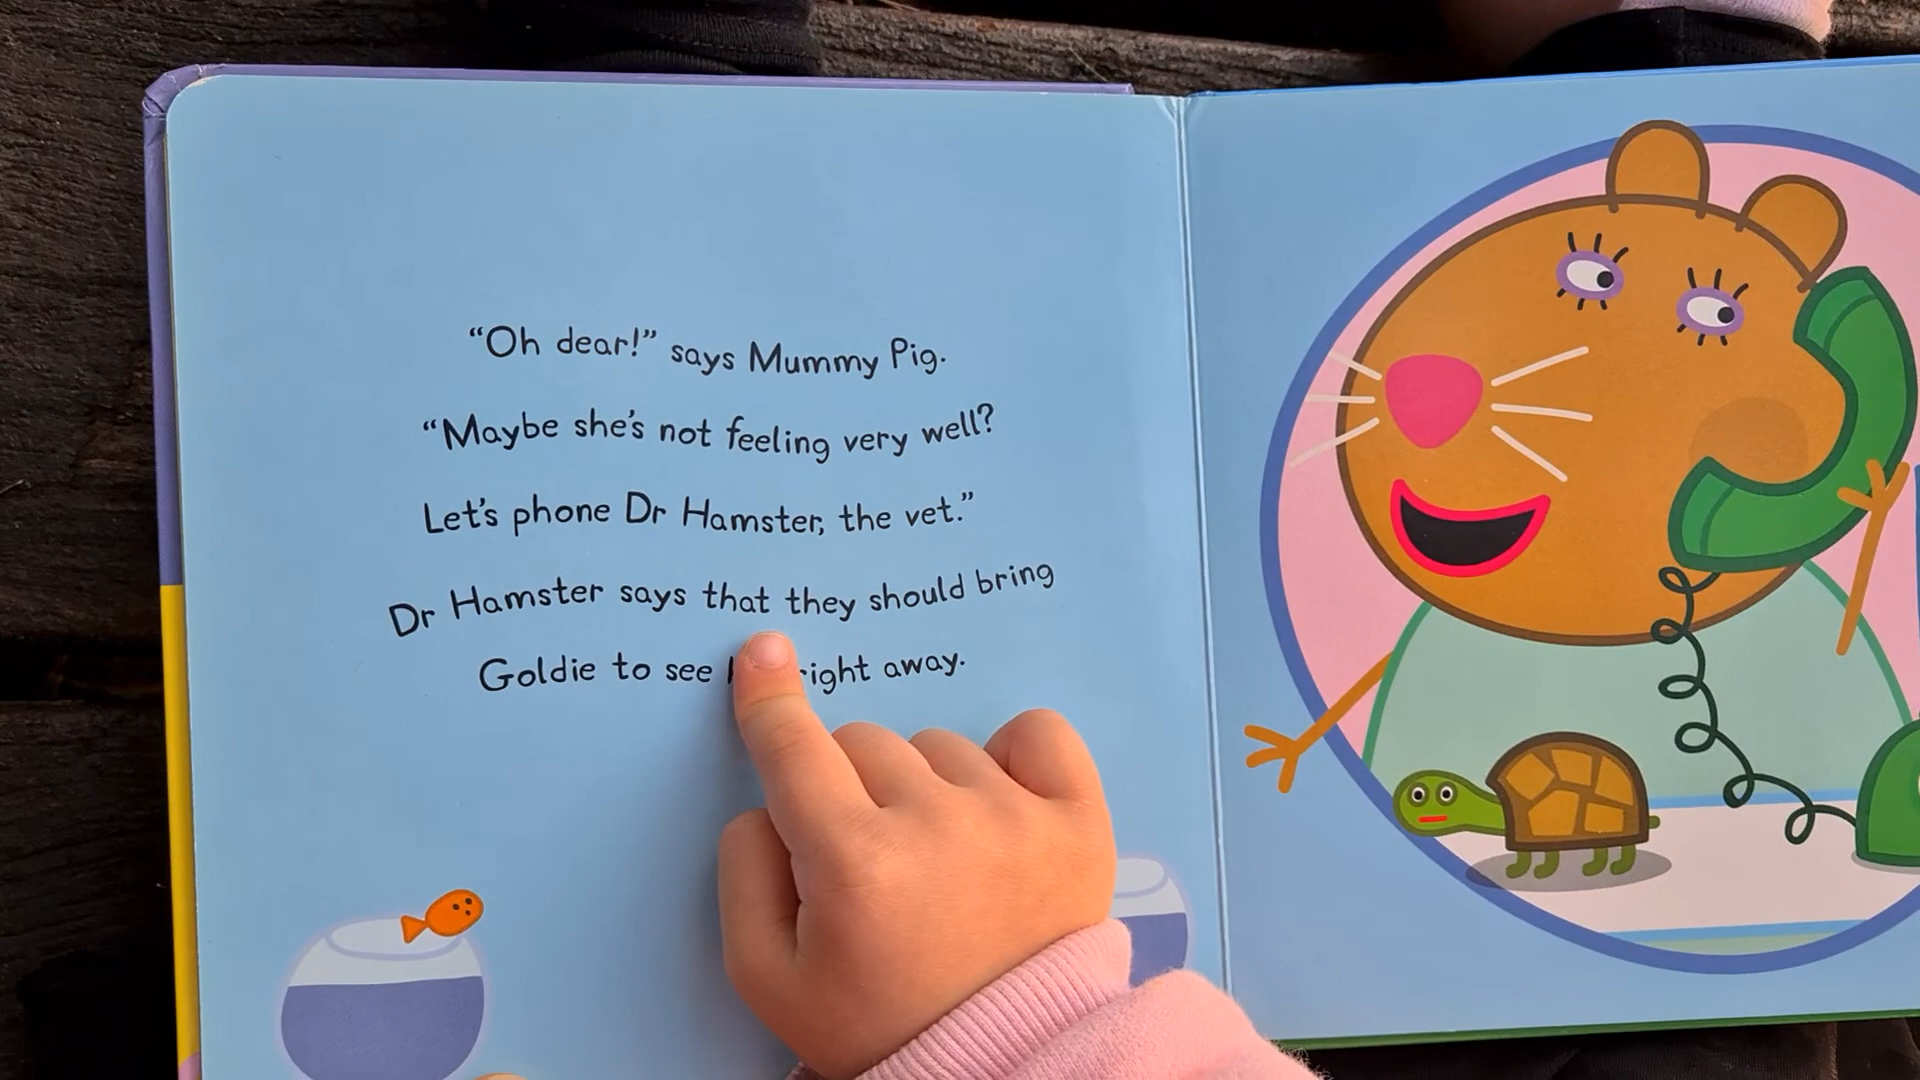 “Oh dear!” says Mummy Pig.
“Maybe she’s not feeling very well?
Let’s phone Dr Hamster, the vet.”
Dr Hamster says that they should bring
Goldie to see right away.